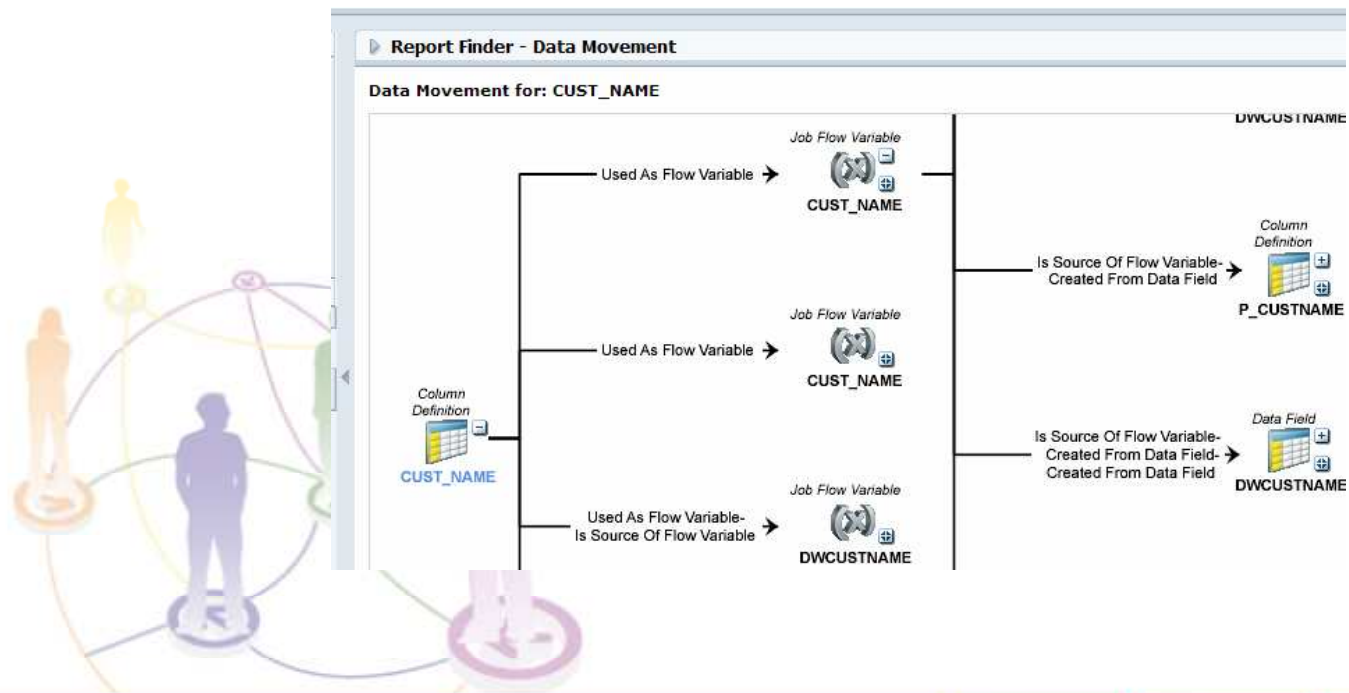 Report Finder - Data Movement
Data Movement for: CUST_NAME
DWCUSTNAME
Job Flow Variable
Used As Flow Variable
CUST_NAME
Column
Definition
Is Source Of Flow Variable-
Created From Data Field
P_CUSTNAME
Job Flow Variable
Used As Flow Variable
CUST_NAME
Column
Definition
CUST_NAME
Data Field
Is Source Of Flow Variable-
Created From Data Field-
Created From Data Field
DWCUSTNAME
Job Flow Variable
Used As Flow Variable-
Is Source Of Flow Variable
DWCUSTNAME